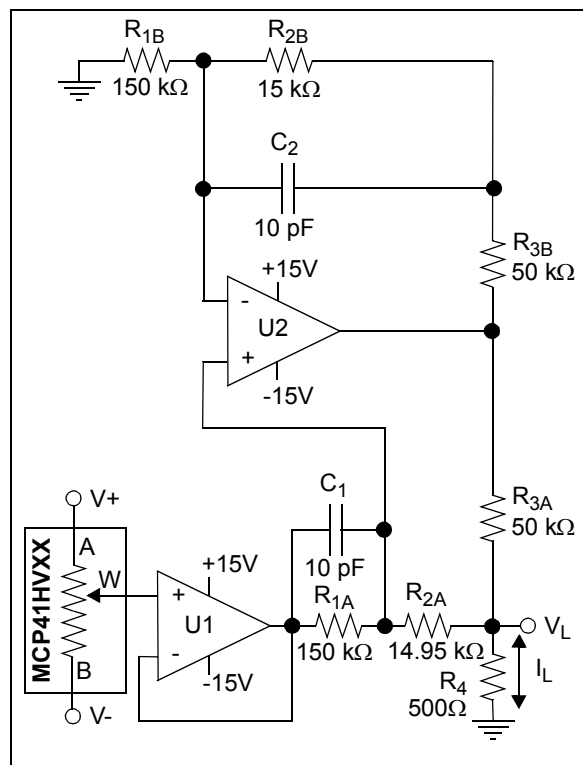 R1B
R2B
150 kΩ
15 kΩ
C2
10 pF
R3B
50 kΩ
+15V
-
U2
+
-15V
V+
C1
R3A
50 kΩ
MCP41HVXX
A
W
B
+15V
10 pF
+
U1
-
R1A
R2A
VL
150 kΩ
14.95 kΩ
-15V
R4
IL
500Ω
V-